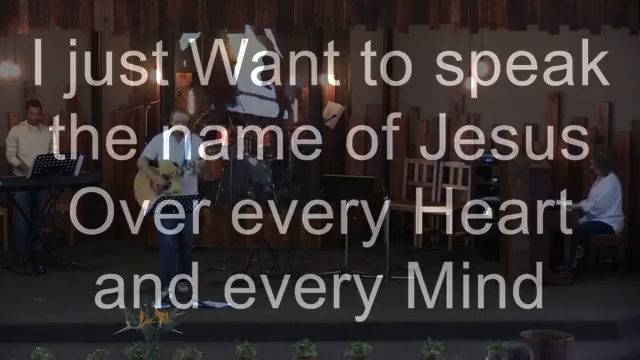 I just Want to speak
the name of Jesus
Over every Heart
and every Mind